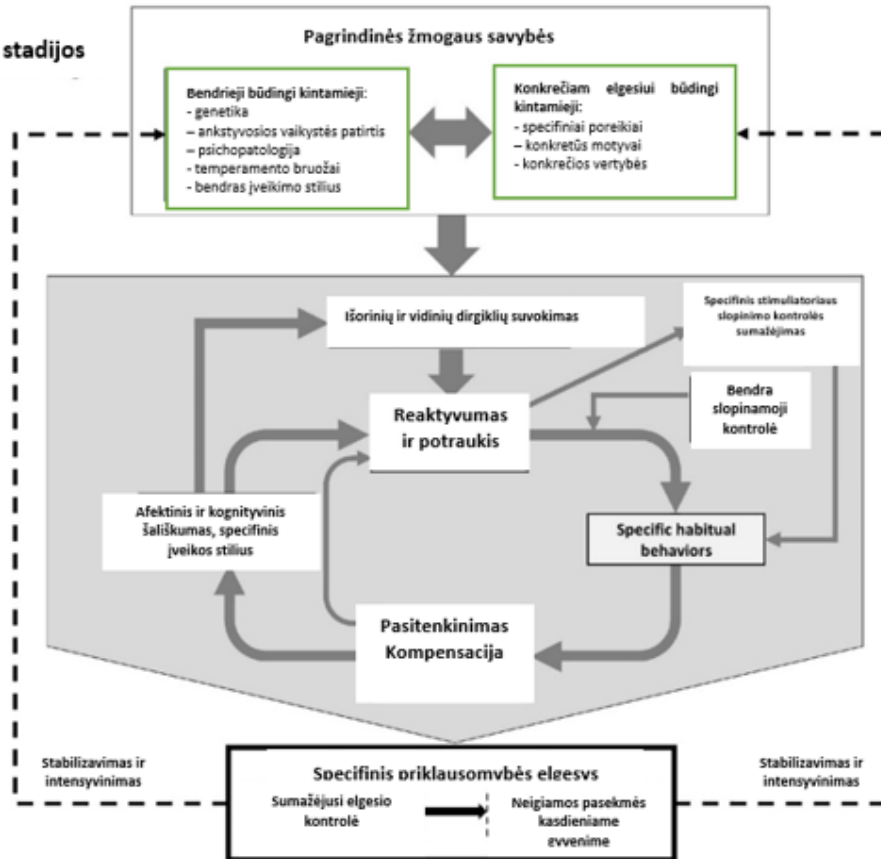 Pagrindinės žmogaus savybės
stadijos
Bendrieji būdingi kintamieji:
- genetika
– ankstyvosios vaikystės patirtis
– psichopatologija
- temperamento bruožai
- bendras įveikimo stilius
Konkrečiam elgesiui būdingi
kintamieji:
- specifiniai poreikiai
– konkretūs motyvai
- konkrečios vertybės
Išorinių ir vidinių dirgiklių suvokimas
Specifinis stimuliatoriaus
slopinimo kontrolės
sumažėjimas
Reaktyvumas
ir potraukis
Bendra
slopinamoji
kontrolė
Afektinis ir kognityvinis
šališkumas, specifinis
įveikos stilius
Specific habitual
behaviors
Pasitenkinimas
Kompensacija
Stabilizavimas ir
intensyvinimas
Specifinis priklausomybės elgesys
Sumažėjusi elgesio
kontrolė
Neigiamos pasekmės
kasdieniame
gyvenime
Stabilizavimas ir
intensyvinimas